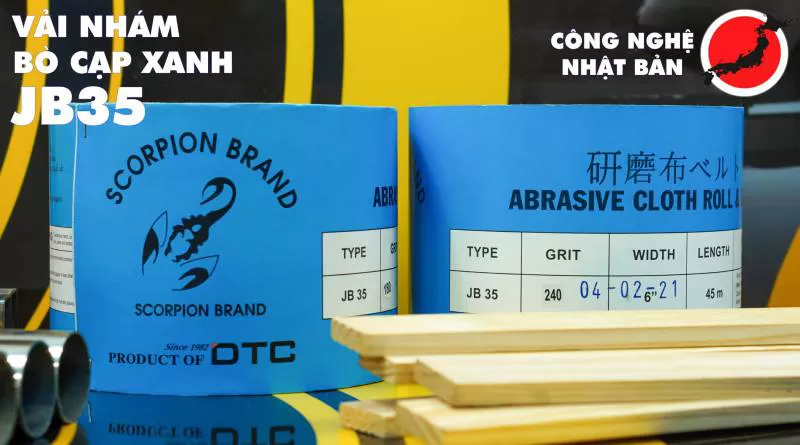 VẢI NHÁM
BÒ CẠP XANH
JB35
CÔNG NGHỆ
NHẬT BẢN
SCORPION BRAND
SCORPION BRAND
Since 1982
PRODUCT OF DTC
TYPE
JB 35
180
研磨布ベルト
ABRASIVE CLOTH ROLL &
TYPE GRIT WIDTH LENGTH
JB 35 240 6" 45 m
04-02-21